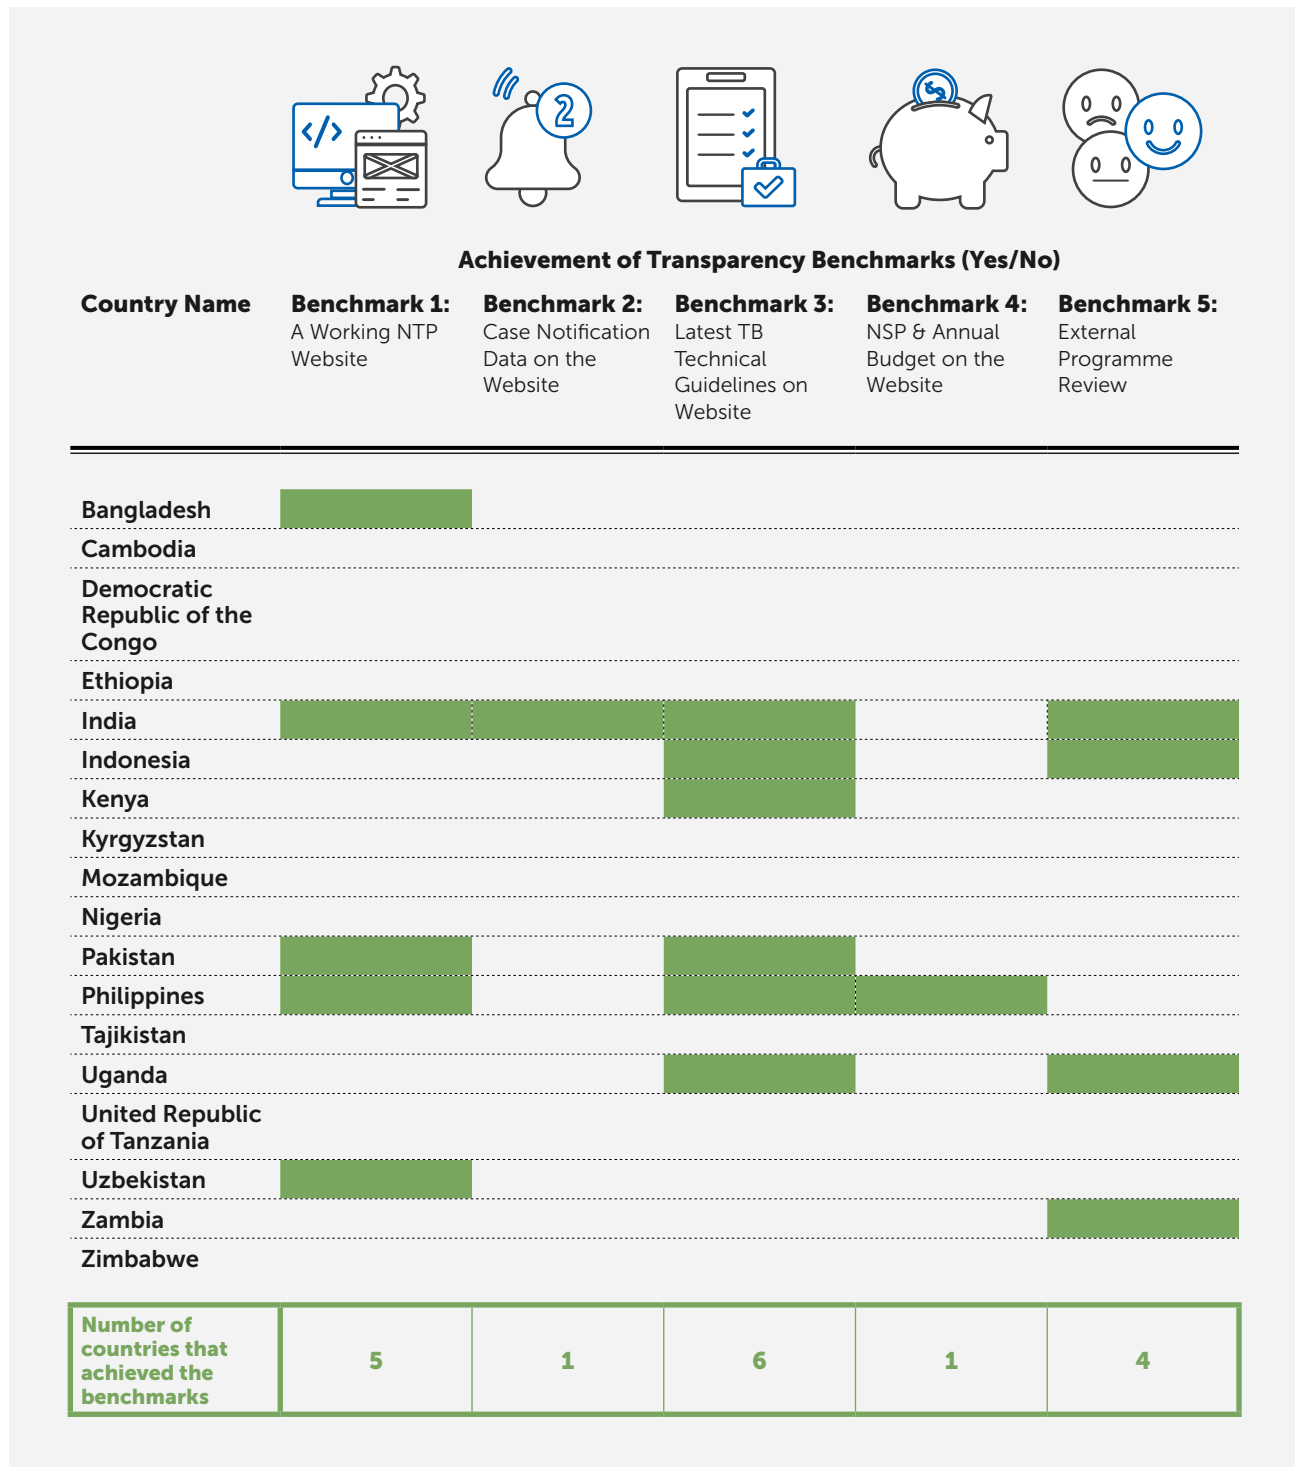 </>
2
Achievement of Transparency Benchmarks (Yes/No)
Country Name
Benchmark 1:
A Working NTP
Website
Benchmark 2:
Case Notification
Data on the
Website
Benchmark 3:
Latest TB
Technical
Guidelines on
Website
Benchmark 4:
NSP & Annual
Budget on the
Website
Benchmark 5:
External
Programme
Review
Bangladesh
Cambodia
Democratic
Republic of the
Congo
Ethiopia
India
Indonesia
Kenya
Kyrgyzstan
Mozambique
Nigeria
Pakistan
Philippines
Tajikistan
Uganda
United Republic
of Tanzania
Uzbekistan
Zambia
Zimbabwe
Number of
countries that
achieved the
benchmarks
5 1 6 1 4